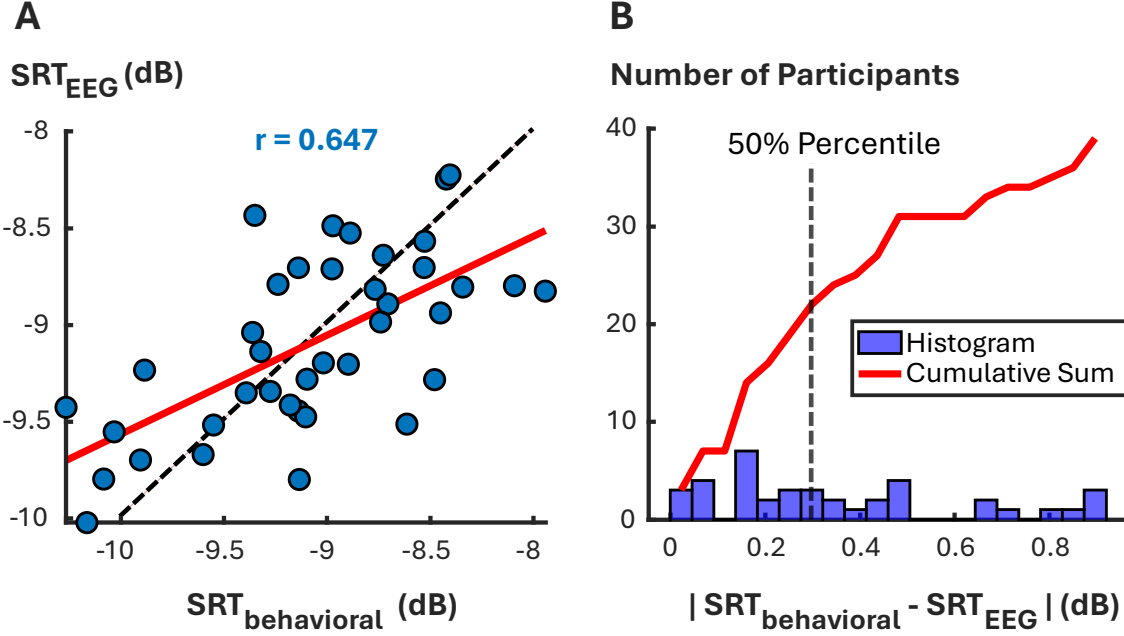 A
SRT_EEG (dB)
r = 0.647
-8
-8.5
-9
-9.5
-10
-10
-9.5
-9
-8.5
-8
SRT_behavioral (dB)
B
Number of Participants
50% Percentile
40
30
20
10
0
Histogram
Cumulative Sum
0
0.2
0.4
0.6
0.8
| SRT_behavioral - SRT_EEG | (dB)